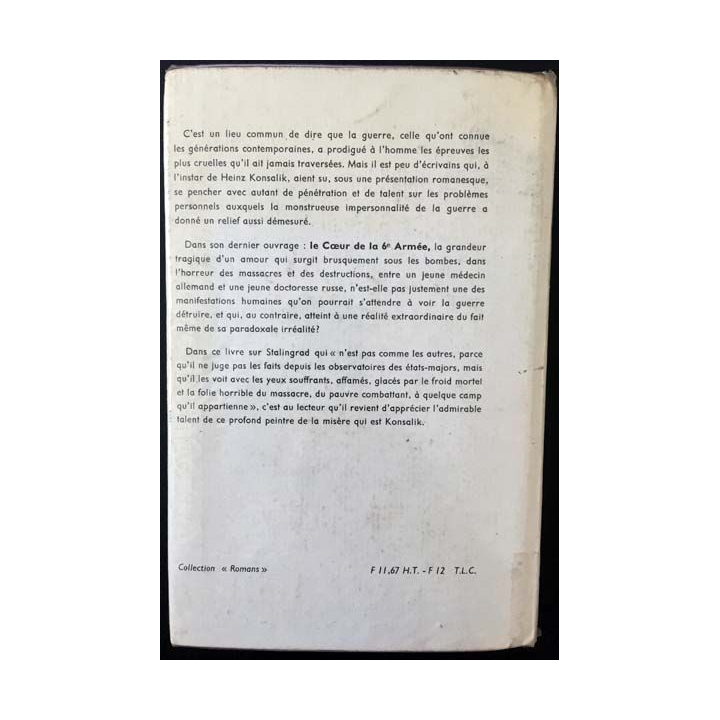 C'est un lieu commun de dire que la guerre, celle qu'ont connue
les générations contemporaines, a prodigué à l'homme les épreuves les
plus cruelles qu'il ait jamais traversées. Mais il est peu d'écrivains qui, à
l'instar de Heinz Konsalik, aient su, sous une présentation romanesque,
se pencher avec autant de pénétration et de talent sur les problèmes
personnels auxquels la monstrueuse impersonnalité de la guerre a
donné un relief aussi démesuré.
Dans son dernier ouvrage : le Cœur de la 6e Armée, la grandeur
tragique d'un amour qui surgit brusquement sous les bombes, dans
l'horreur des massacres et des destructions, entre un jeune médecin
allemand et une jeune doctoresse russe, n'est-elle pas justement une des
manifestations humaines qu'on pourrait s'attendre à voir la guerre
détruire, et qui, au contraire, atteint à une réalité extraordinaire du fait
même de sa paradoxale irréalité?
Dans ce livre sur Stalingrad qui « n'est pas comme les autres, parce
qu'il ne juge pas les faits depuis les observatoires des états-majors, mais
qu'il les voit avec les yeux souffrants, affamés, glacés par le froid mortel
et la folie horrible du massacre, du pauvre combattant, à quelque camp
qu'il appartienne », c'est au lecteur qu'il revient d'apprécier l'admirable
talent de ce profond peintre de la misère qui est Konsalik.
Collection « Romans »
F 11,67 H.T. - F 12 T.L.C.